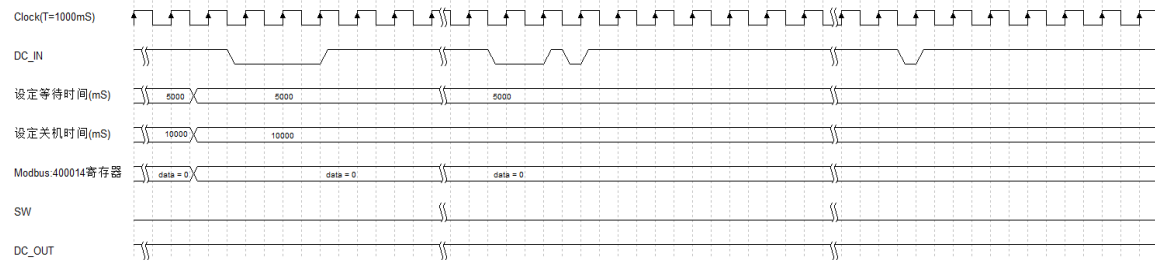 Clock(T=1000mS)
DC_IN
设定等待时间(mS) 5000 5000 5000
设定关机时间(mS) 10000 10000
Modbus:400014寄存器 data = 0 data = 0 data = 0
SW
DC_OUT